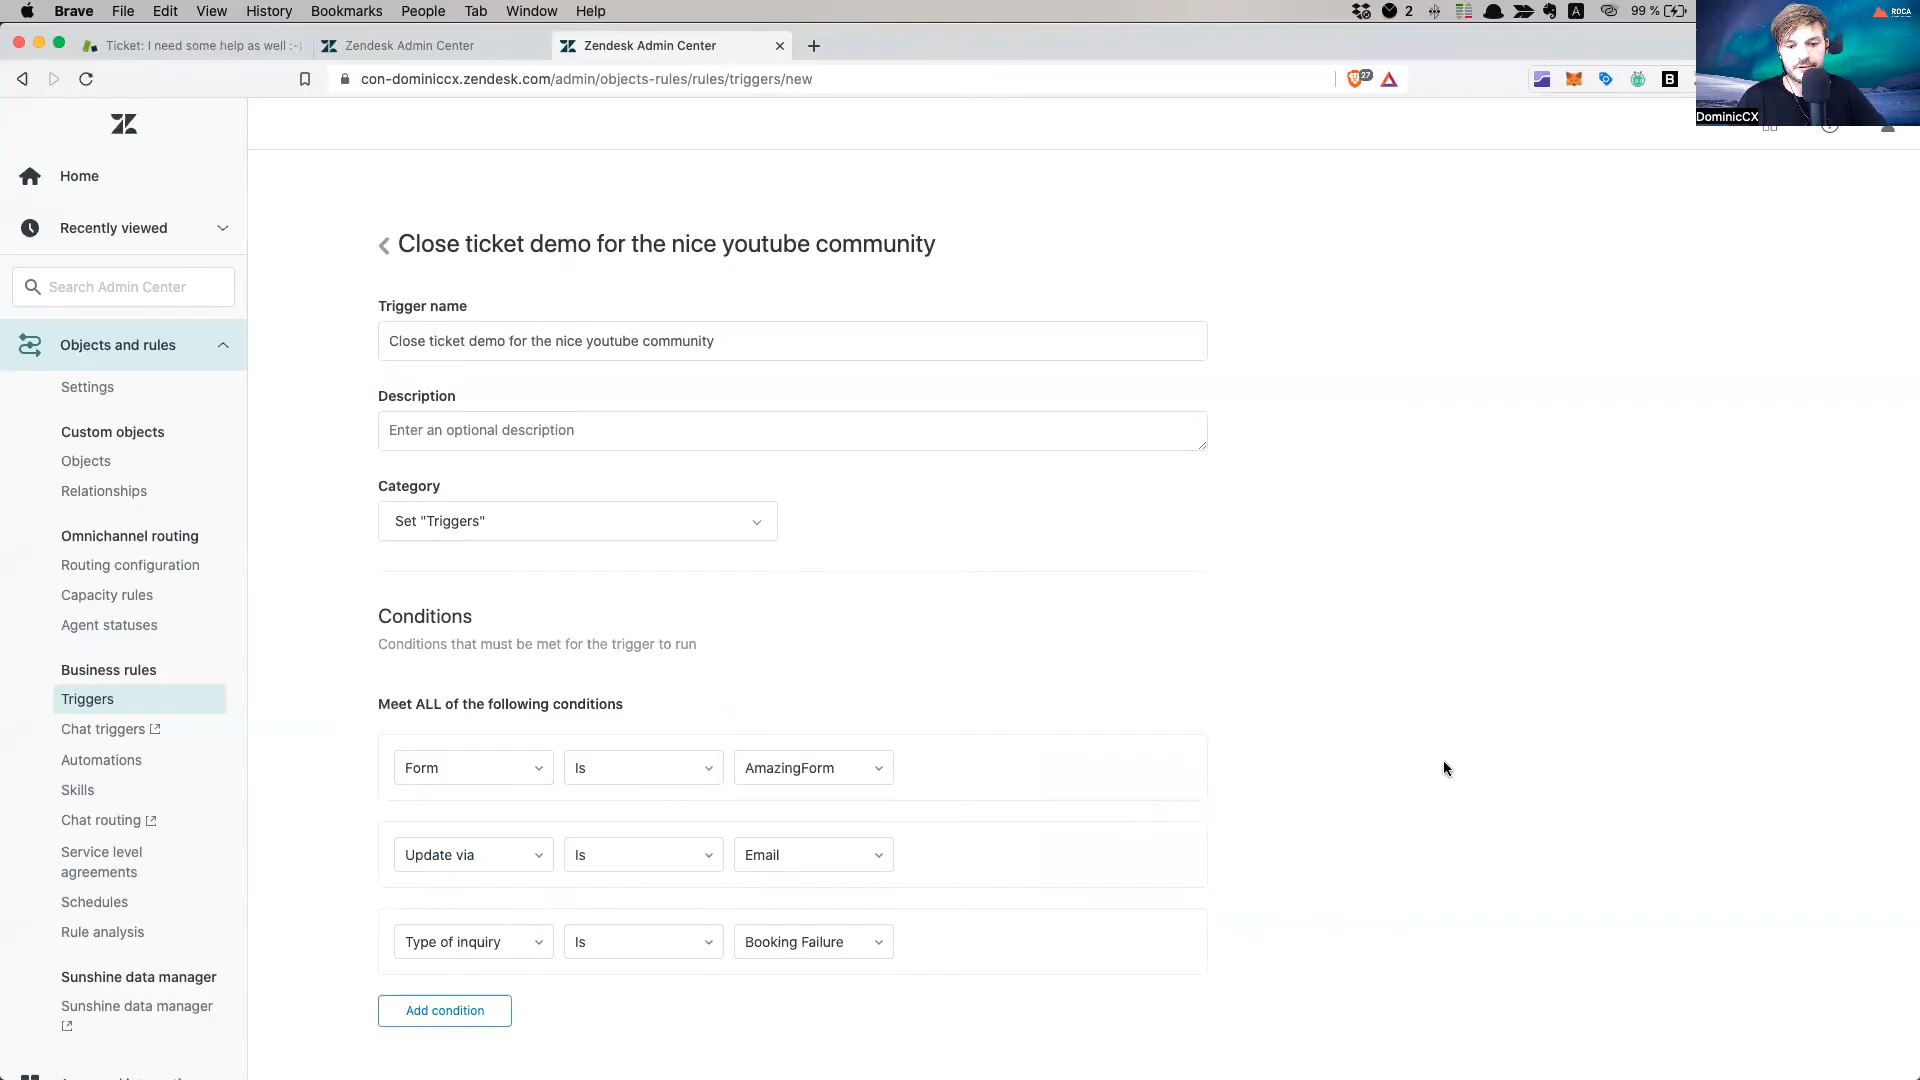 Brave File Edit View History Bookmarks People Tab Window Help 2 A 99 %
Ticket: I need some help as well :-)
Zendesk Admin Center
Zendesk Admin Center
con-dominiccx.zendesk.com/admin/objects-rules/rules/triggers/new
27
B
ROCA
DominicCX
Home
Recently viewed
Search Admin Center
Objects and rules
Settings
Custom objects
Objects
Relationships
Omnichannel routing
Routing configuration
Capacity rules
Agent statuses
Business rules
Triggers
Chat triggers
Automations
Skills
Chat routing
Service level
agreements
Schedules
Rule analysis
Sunshine data manager
Sunshine data manager
Close ticket demo for the nice youtube community
Trigger name
Close ticket demo for the nice youtube community
Description
Enter an optional description
Category
Set "Triggers"
Conditions
Conditions that must be met for the trigger to run
Meet ALL of the following conditions
Form Is AmazingForm
Update via Is Email
Type of inquiry Is Booking Failure
Add condition